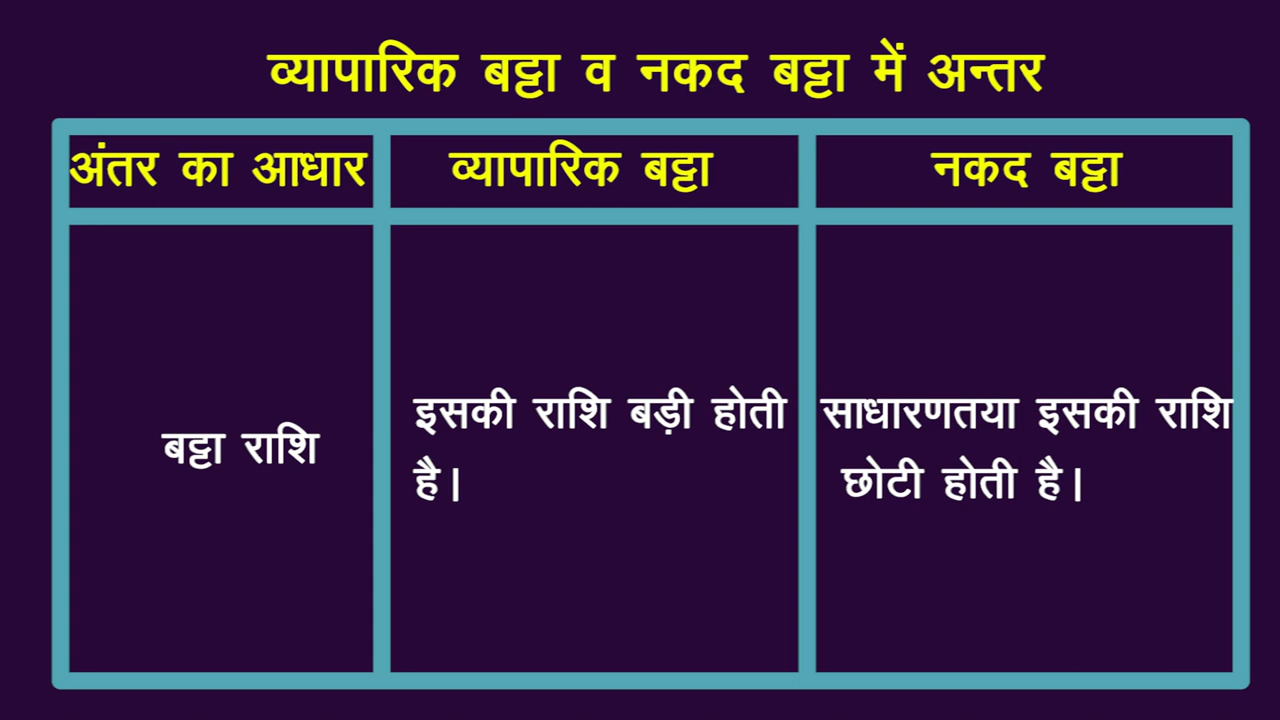 व्यापारिक बट्टा व नकद बट्टा में अन्तर
अंतर का आधार
व्यापारिक बट्टा
नकद बट्टा
बट्टा राशि
इसकी राशि बड़ी होती
है।
साधारणतया इसकी राशि
छोटी होती है।